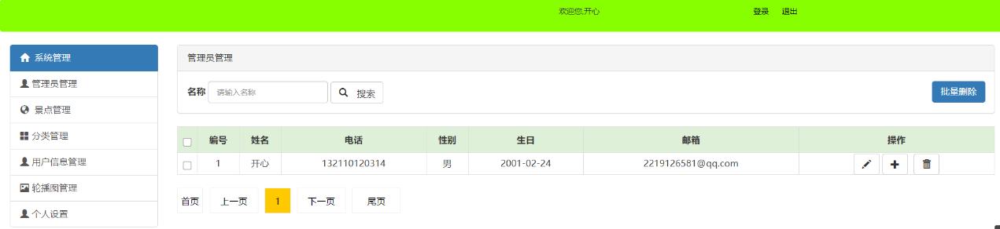 欢迎您,开心 登录 退出
系统管理
管理员管理
景点管理
分类管理
用户信息管理
轮播图管理
个人设置
管理员管理
名称 请输入名称 搜索 批量删除
编号 姓名 电话 性别 生日 邮箱 操作
1 开心 132110120314 男 2001-02-24 2219126581@qq.com
首页 上一页 1 下一页 尾页